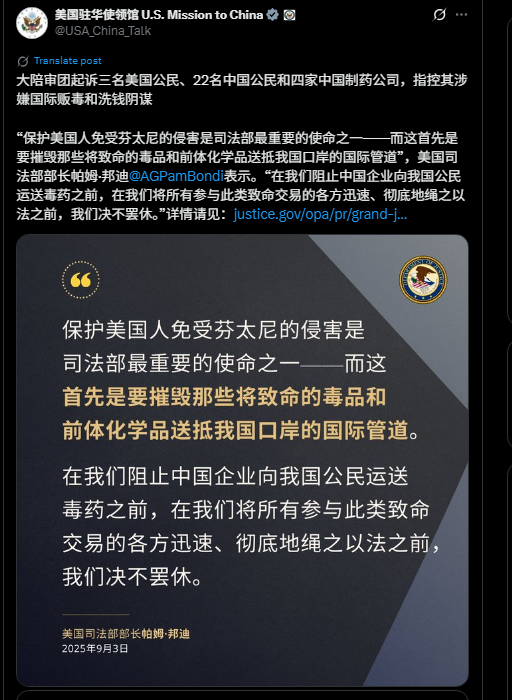 美国驻华使领馆 U.S. Mission to China
@USA_China_Talk
Translate post
大陪审团起诉三名美国公民、22名中国公民和四家中国制药公司，指控其涉
嫌国际贩毒和洗钱阴谋
“保护美国人免受芬太尼的侵害是司法部最重要的使命之一——而这首先是
要摧毁那些将致命的毒品和前体化学品送抵我国口岸的国际管道”，美国司
法部部长帕姆·邦迪@AGPamBondi表示。“在我们阻止中国企业向我国公民
运送毒药之前，在我们将所有参与此类致命交易的各方迅速、彻底地绳之以
法之前，我们决不罢休。”详情请见：justice.gov/opa/pr/grand-j...
保护美国人免受芬太尼的侵害是
司法部最重要的使命之一——而这
首先是要摧毁那些将致命的毒品和
前体化学品送抵我国口岸的国际管道。
在我们阻止中国企业向我国公民运送
毒药之前，在我们将所有参与此类致命
交易的各方迅速、彻底地绳之以法之前，
我们决不罢休。
美国司法部部长帕姆·邦迪
2025年9月3日